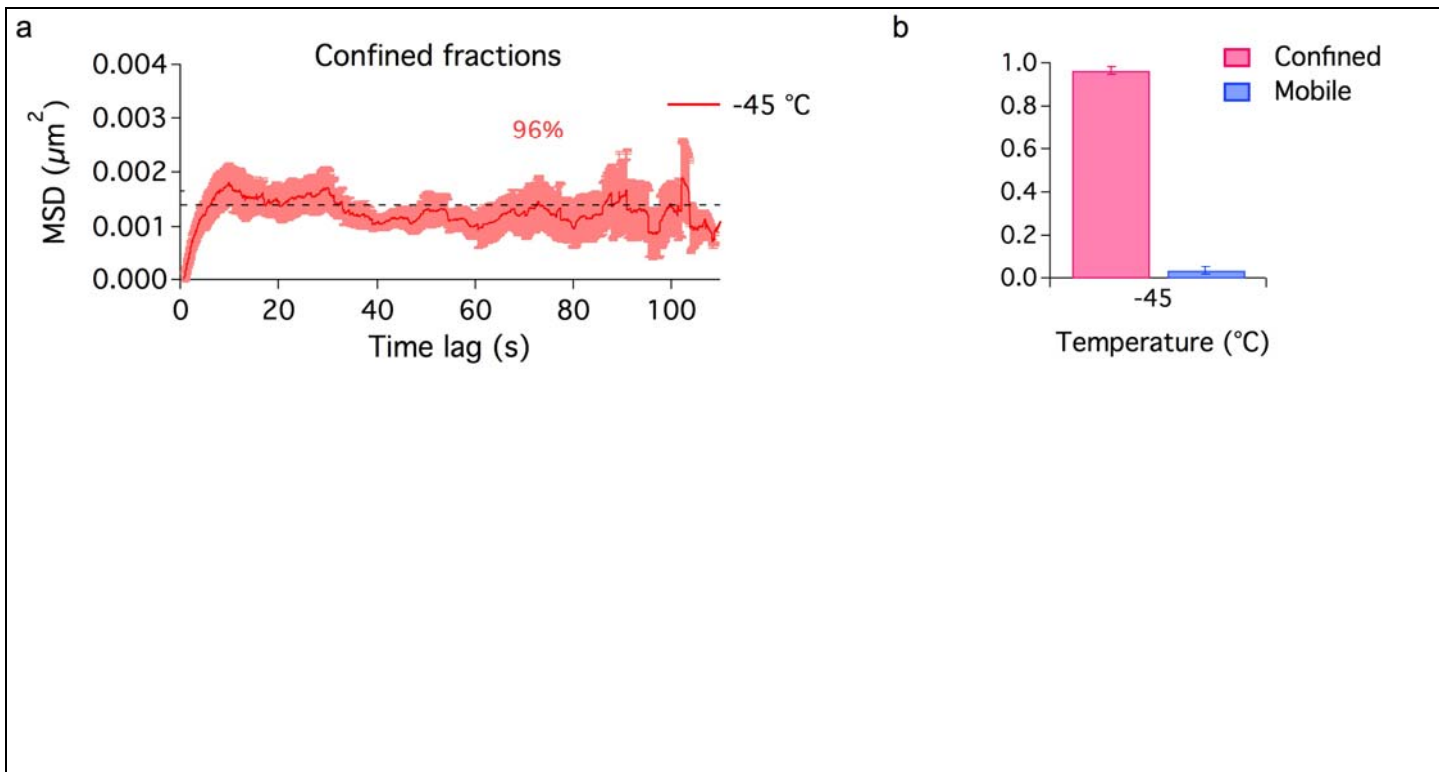 a
Confined fractions
-45 °C
96%
MSD (µm²)
0.004
0.003
0.002
0.001
0.000
0 20 40 60 80 100
Time lag (s)
b
Confined
Mobile
1.0
0.8
0.6
0.4
0.2
0.0
-45
Temperature (°C)